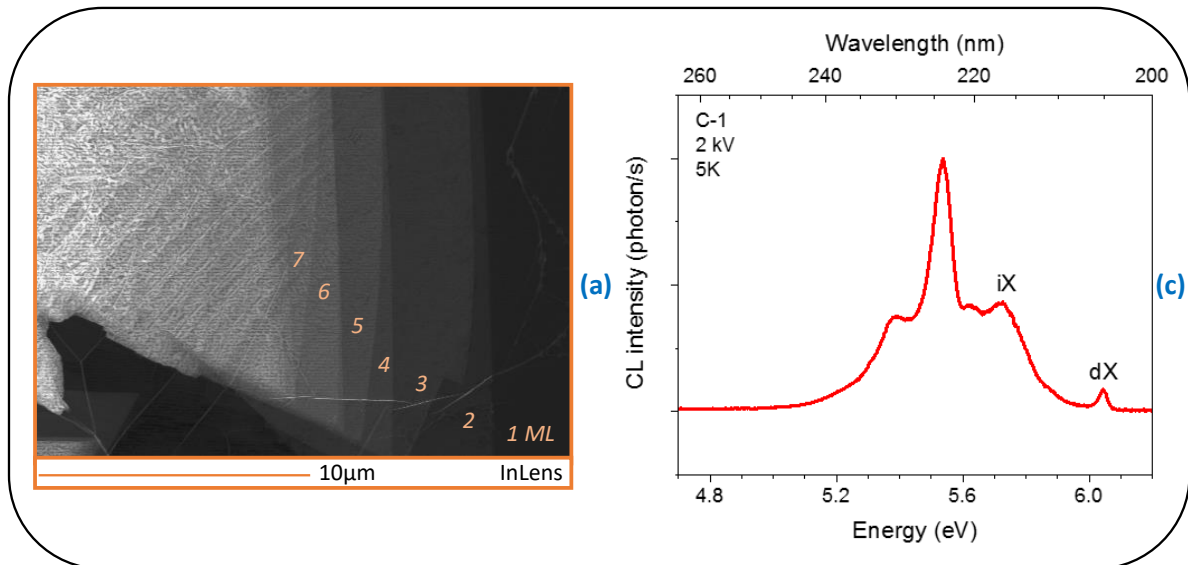 7
6
5
4
3
2
1 ML
10µm InLens
(a)
Wavelength (nm)
260 240 220 200
C-1
2 kV
5K
iX
dX
CL intensity (photon/s)
4.8 5.2 5.6 6.0
Energy (eV)
(c)